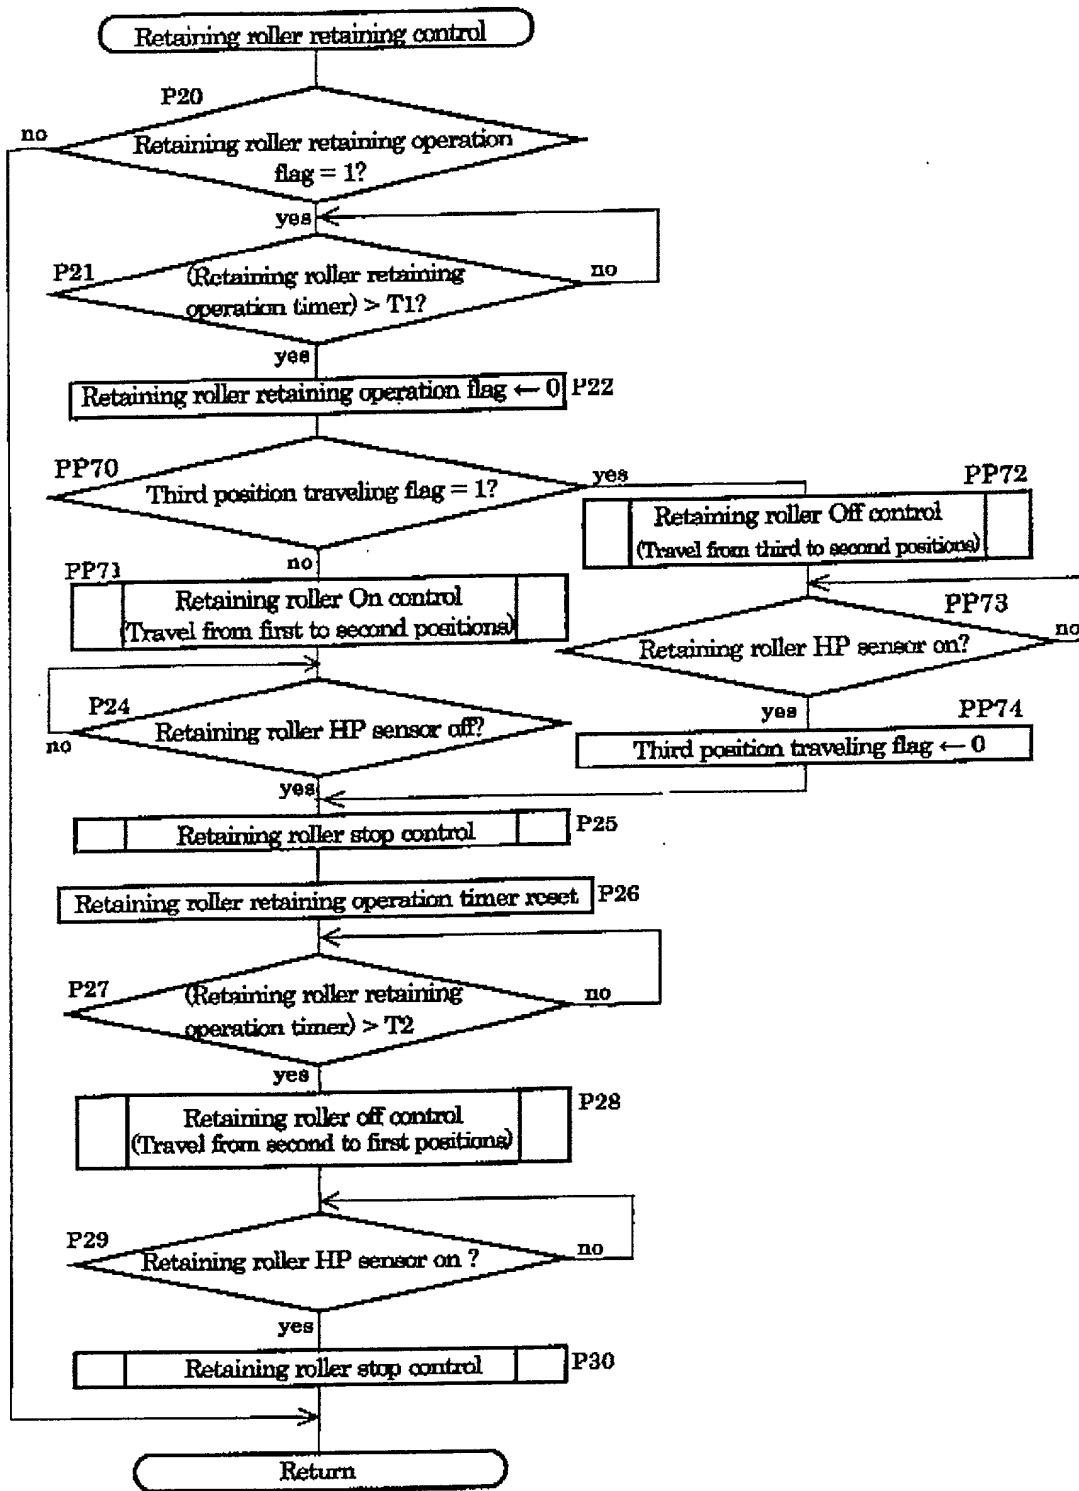 Retaining roller retaining control
P20
no
Retaining roller retaining operation
flag = 1?
yes
P21
(Retaining roller retaining
operation timer) > T1?
no
yes
Retaining roller retaining operation flag ← 0
P22
PP70
Third position traveling flag = 1?
yes
no
PP72
Retaining roller Off control
(Travel from third to second positions)
PP71
Retaining roller On control
(Travel from first to second positions)
PP73
Retaining roller HP sensor on?
no
yes
PP74
Third position traveling flag ← 0
P24
Retaining roller HP sensor off?
no
yes
Retaining roller stop control
P25
Retaining roller retaining operation timer reset
P26
P27
(Retaining roller retaining
operation timer) > T2
no
yes
Retaining roller off control
(Travel from second to first positions)
P28
P29
Retaining roller HP sensor on ?
no
yes
Retaining roller stop control
P30
Return